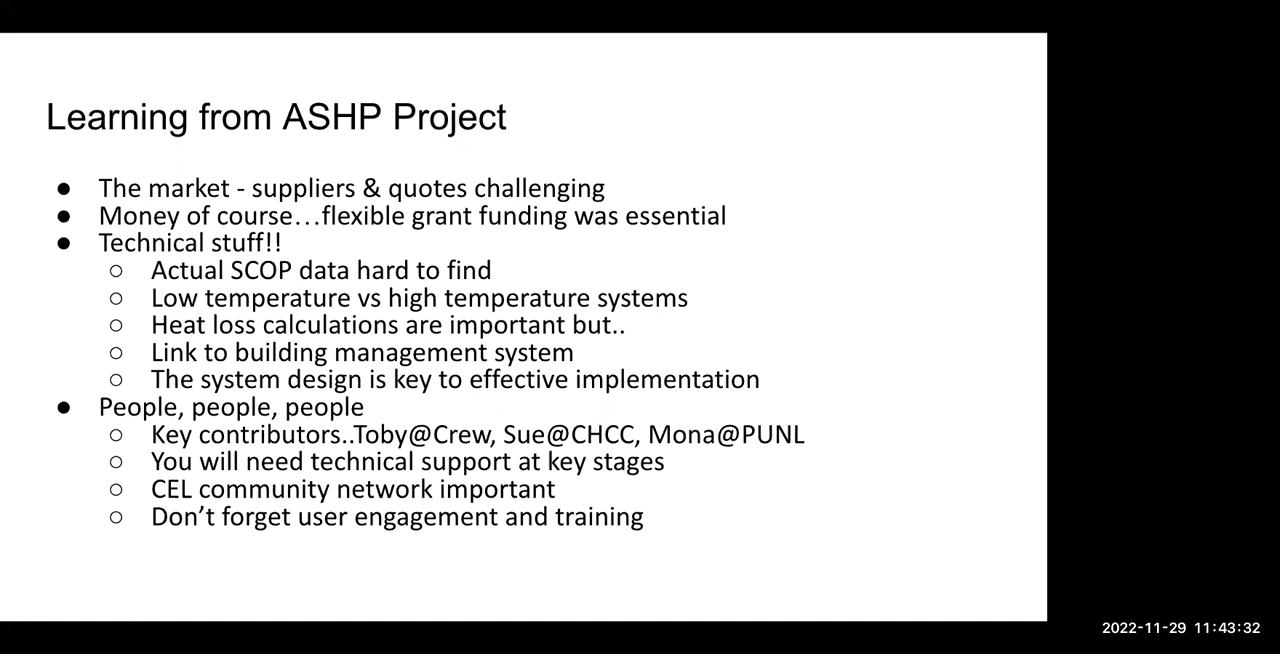 Learning from ASHP Project
● The market - suppliers & quotes challenging
● Money of course…flexible grant funding was essential
● Technical stuff!!
○ Actual SCOP data hard to find
○ Low temperature vs high temperature systems
○ Heat loss calculations are important but..
○ Link to building management system
○ The system design is key to effective implementation
● People, people, people
○ Key contributors..Toby@Crew, Sue@CHCC, Mona@PUNL
○ You will need technical support at key stages
○ CEL community network important
○ Don’t forget user engagement and training
2022-11-29 11:43:32